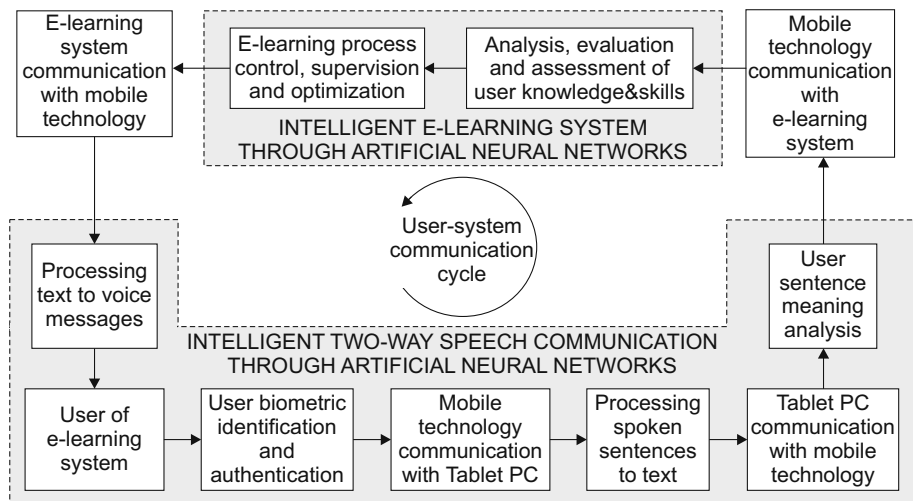 E-learning
system
communication
with mobile
technology
E-learning process
control, supervision
and optimization
Analysis, evaluation
and assessment of
user knowledge&skills
Mobile
technology
communication
with
e-learning
system
INTELLIGENT E-LEARNING SYSTEM
THROUGH ARTIFICIAL NEURAL NETWORKS
User-system
communication
cycle
Processing
text to voice
messages
User
sentence
meaning
analysis
INTELLIGENT TWO-WAY SPEECH COMMUNICATION
THROUGH ARTIFICIAL NEURAL NETWORKS
User of
e-learning
system
User biometric
identification
and
authentication
Mobile
technology
communication
with Tablet PC
Processing
spoken
sentences
to text
Tablet PC
communication
with mobile
technology